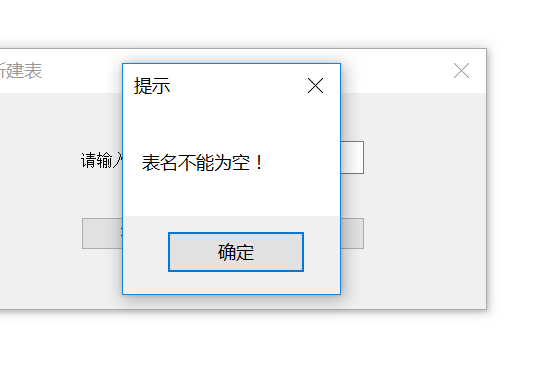 新建表
提示
请输入
表名不能为空！
确定